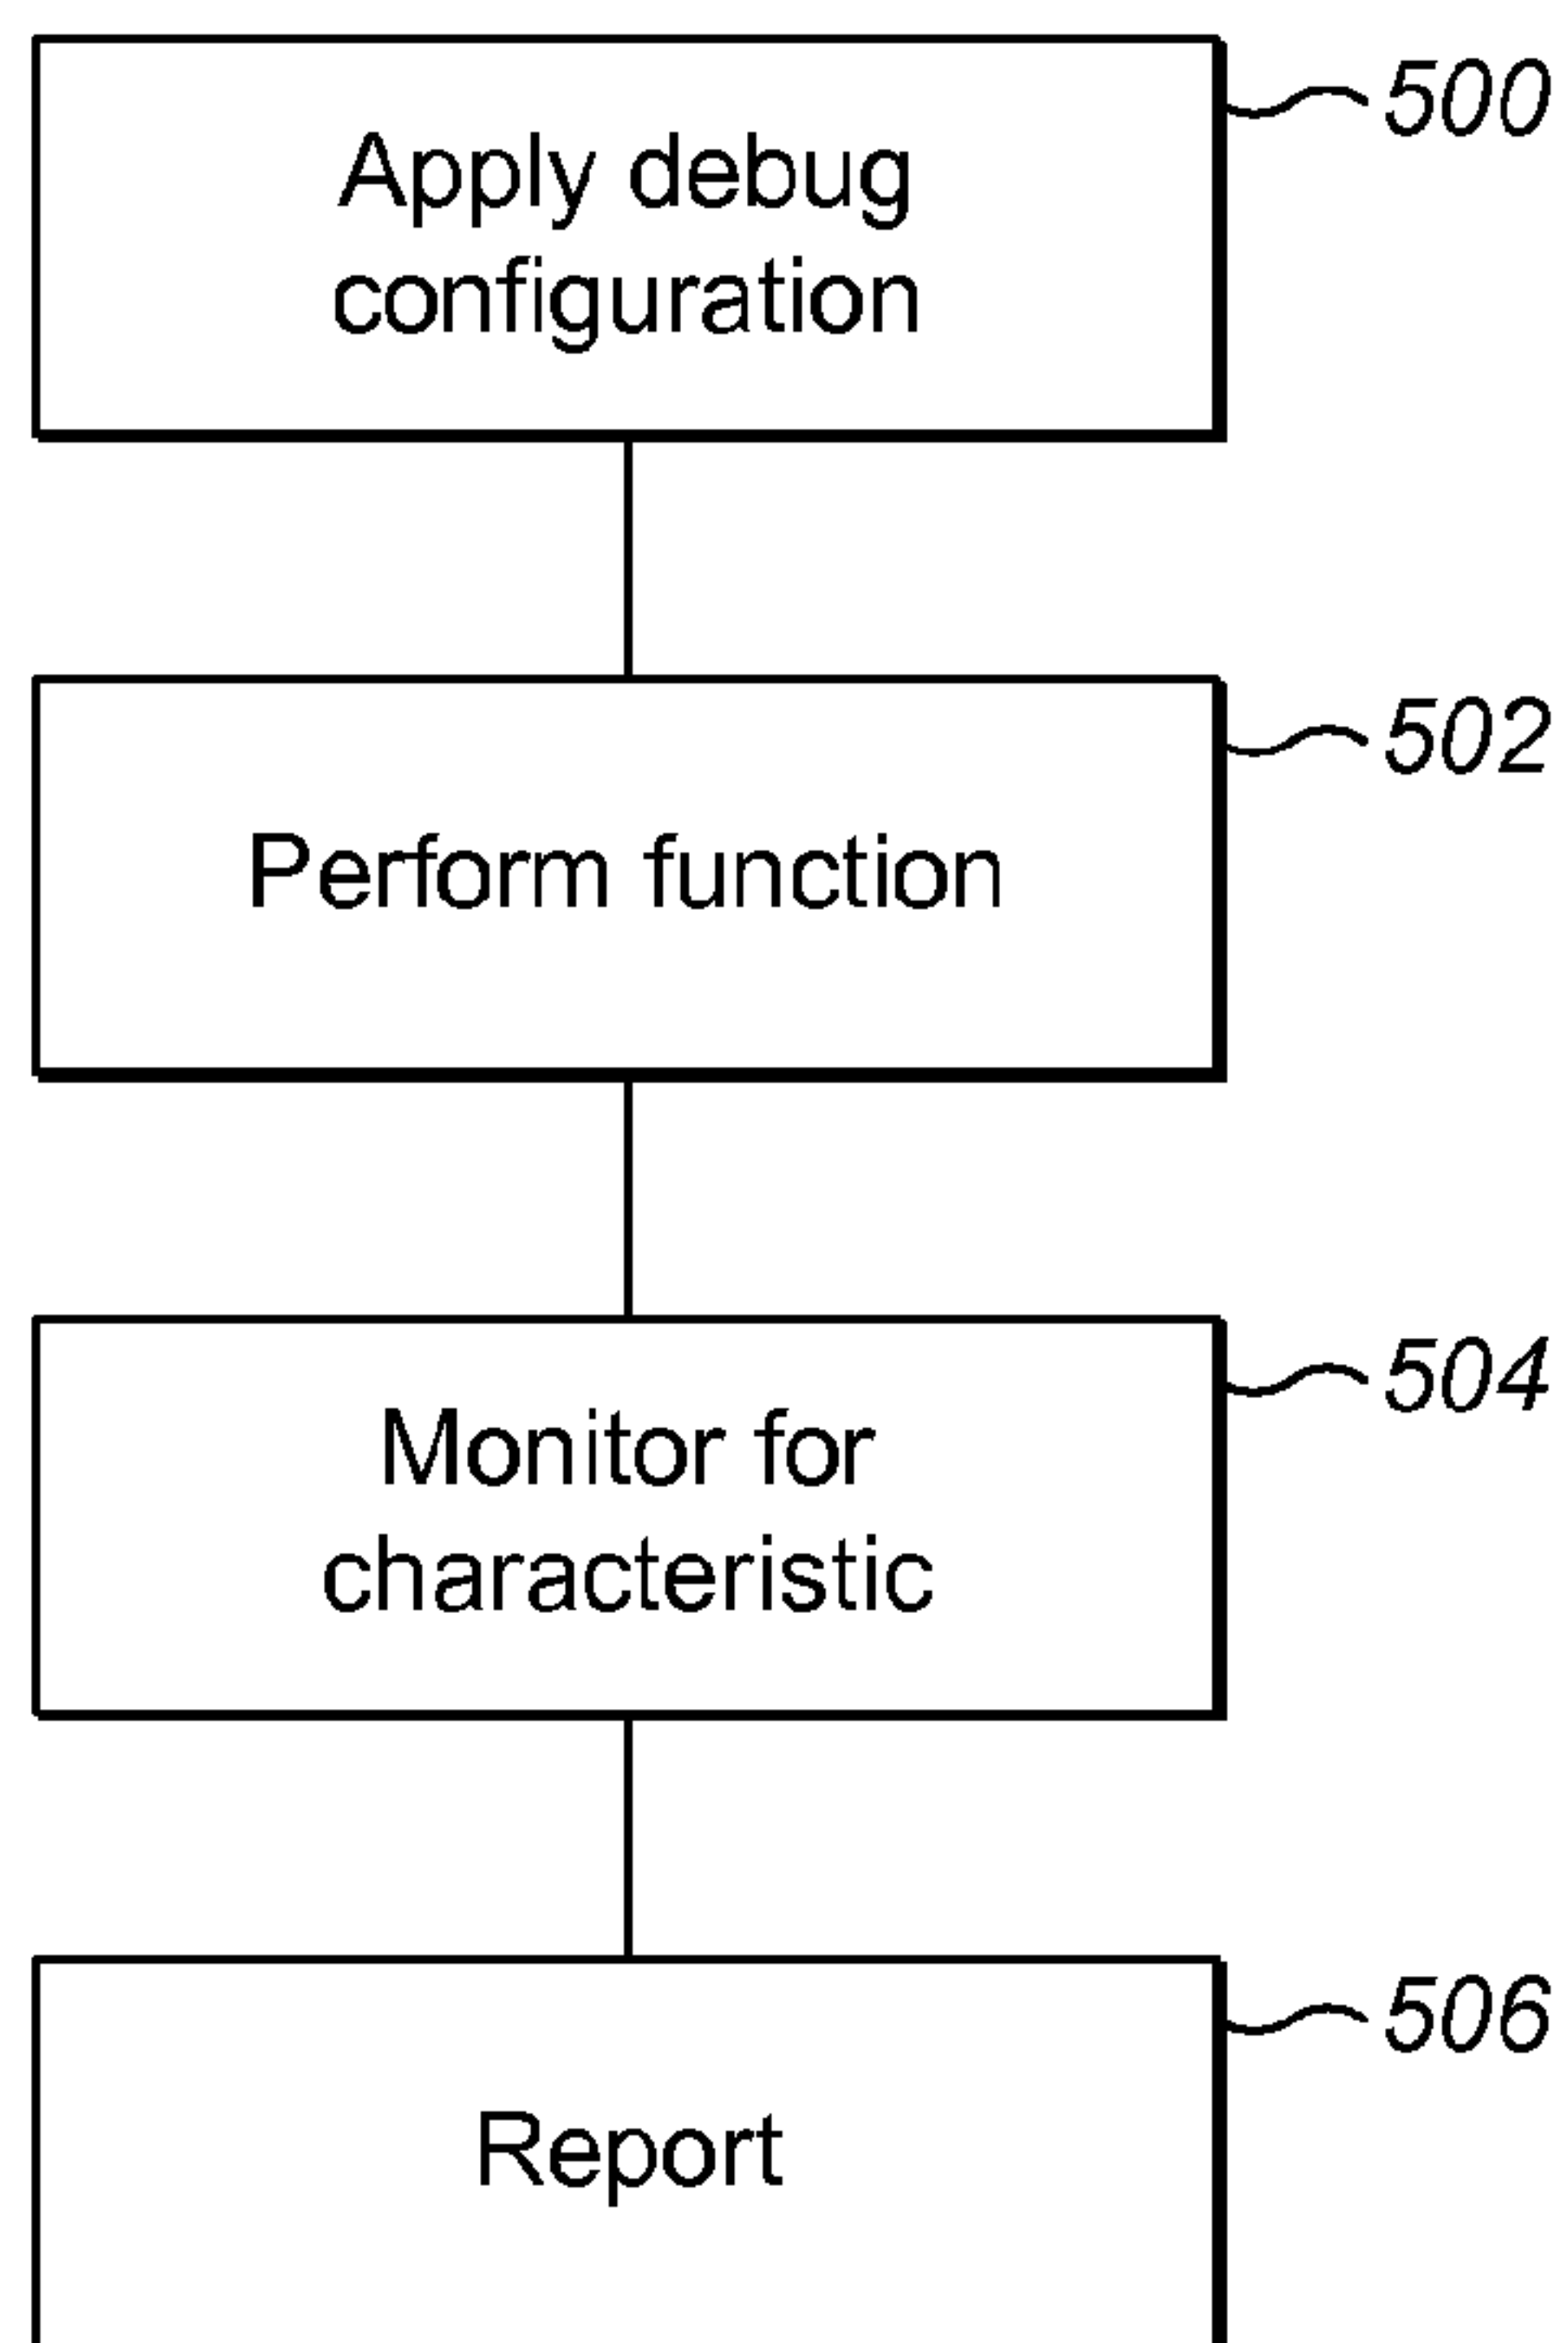 500
Apply debug
configuration
502
Perform function
504
Monitor for
characteristic
506
Report